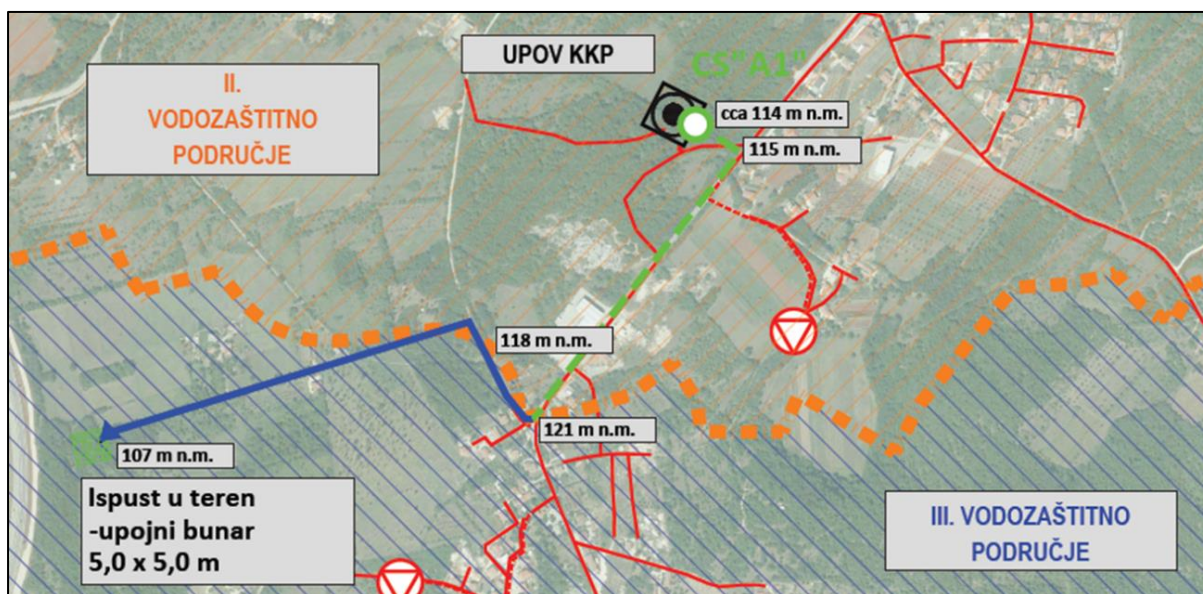 UPOV KKP
CS"A1"
II.
VODOZAŠTITNO
PODRUČJE
cca 114 m n.m.
115 m n.m.
118 m n.m.
121 m n.m.
107 m n.m.
Ispust u teren
-upojni bunar
5,0 x 5,0 m
III. VODOZAŠTITNO
PODRUČJE